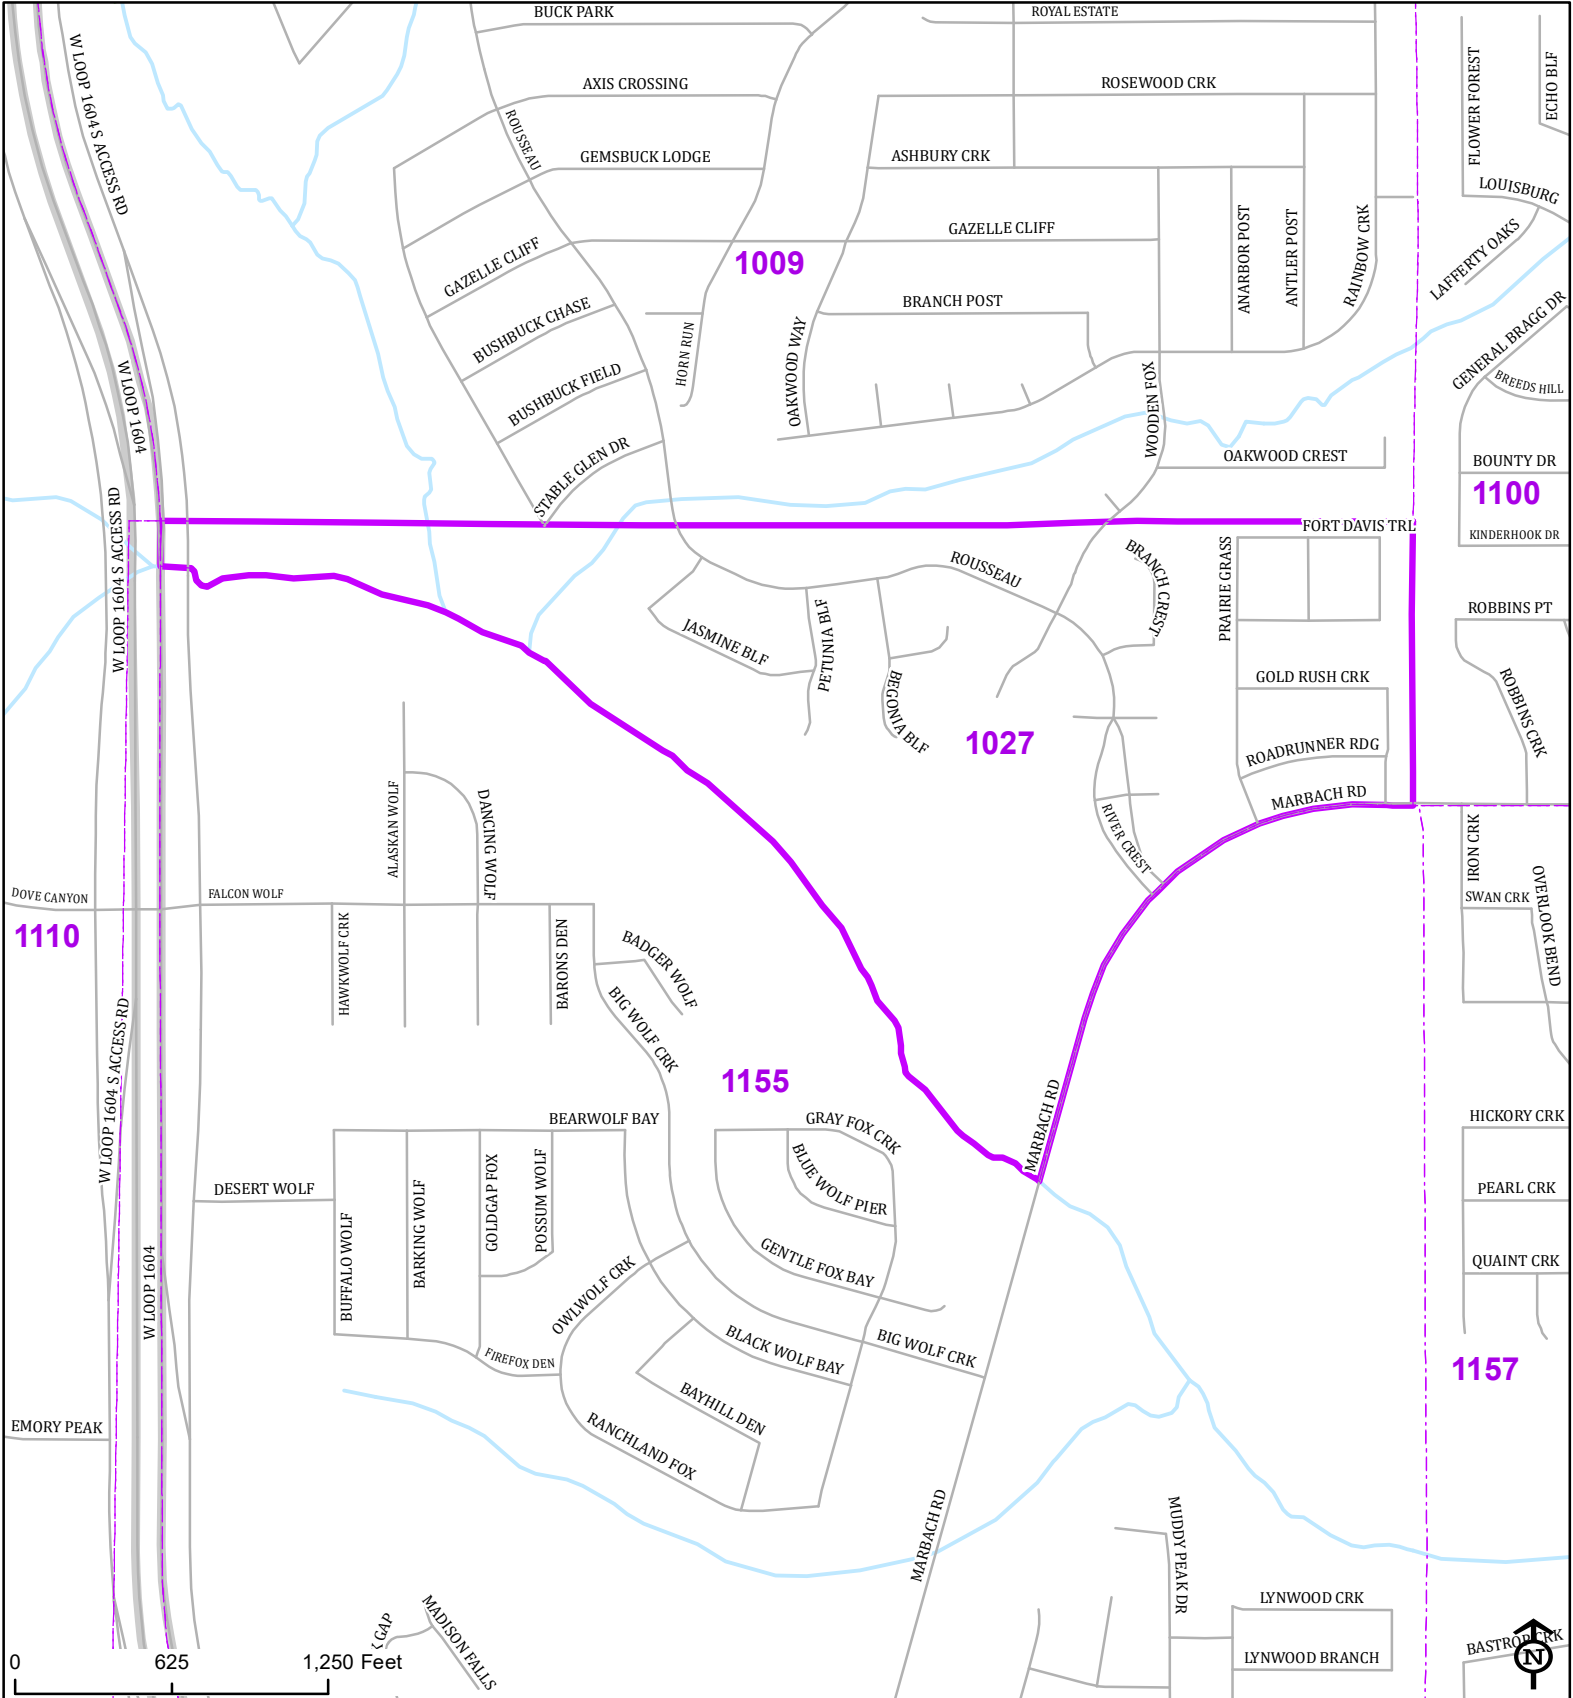 BUCK PARK
ROYAL ESTATE
W LOOP 1604 S ACCESS RD
AXIS CROSSING
ROSEWOOD CRK
FLOWER FOREST
ECHO BLF
ROUSSEAU
GEMSBUCK LODGE
ASHBURY CRK
LOUISBURG
GAZELLE CLIFF
GAZELLE CLIFF
1009
ANARBOR POST
ANTLER POST
RAINBOW CRK
LAFFERTY OAKS
BUSHBUCK CHASE
BRANCH POST
GENERAL BRAGG DR
BREEDS HILL
HORN RUN
OAKWOOD WAY
W LOOP 1604
BUSHBUCK FIELD
WOODEN FOX
STABLE GLEN DR
OAKWOOD CREST
BOUNTY DR
1100
W LOOP 1604 S ACCESS RD
FORT DAVIS TRL
KINDERHOOK DR
ROUSSEAU
BRANCH CREST
PRAIRIE GRASS
ROBBINS PT
JASMINE BLF
PETUNIA BLF
BEGONIA BLF
GOLD RUSH CRK
ROBBINS CRK
1027
ROADRUNNER RDG
MARBACH RD
ALASKAN WOLF
DANCING WOLF
RIVER CREST
IRON CRK
DOVE CANYON
FALCON WOLF
SWAN CRK
OVERLOOK BEND
1110
HAWKWOLF CRK
BARONS DEN
BADGER WOLF
BIG WOLF CRK
W LOOP 1604 S ACCESS RD
1155
MARBACH RD
BEARWOLF BAY
GRAY FOX CRK
HICKORY CRK
BLUE WOLF PIER
DESERT WOLF
PEARL CRK
BUFFALO WOLF
BARKING WOLF
GOLDGAP FOX
POSSUM WOLF
GENTLE FOX BAY
QUAINT CRK
W LOOP 1604
OWLWOLF CRK
FIREFOX DEN
BLACK WOLF BAY
BIG WOLF CRK
1157
BAYHILL DEN
EMORY PEAK
RANCHLAND FOX
MARBACH RD
MUDDY PEAK DR
LYNWOOD CRK
GAP
MADISON FALLS
BASTROP CRK
LYNWOOD BRANCH
N
0 625 1,250 Feet